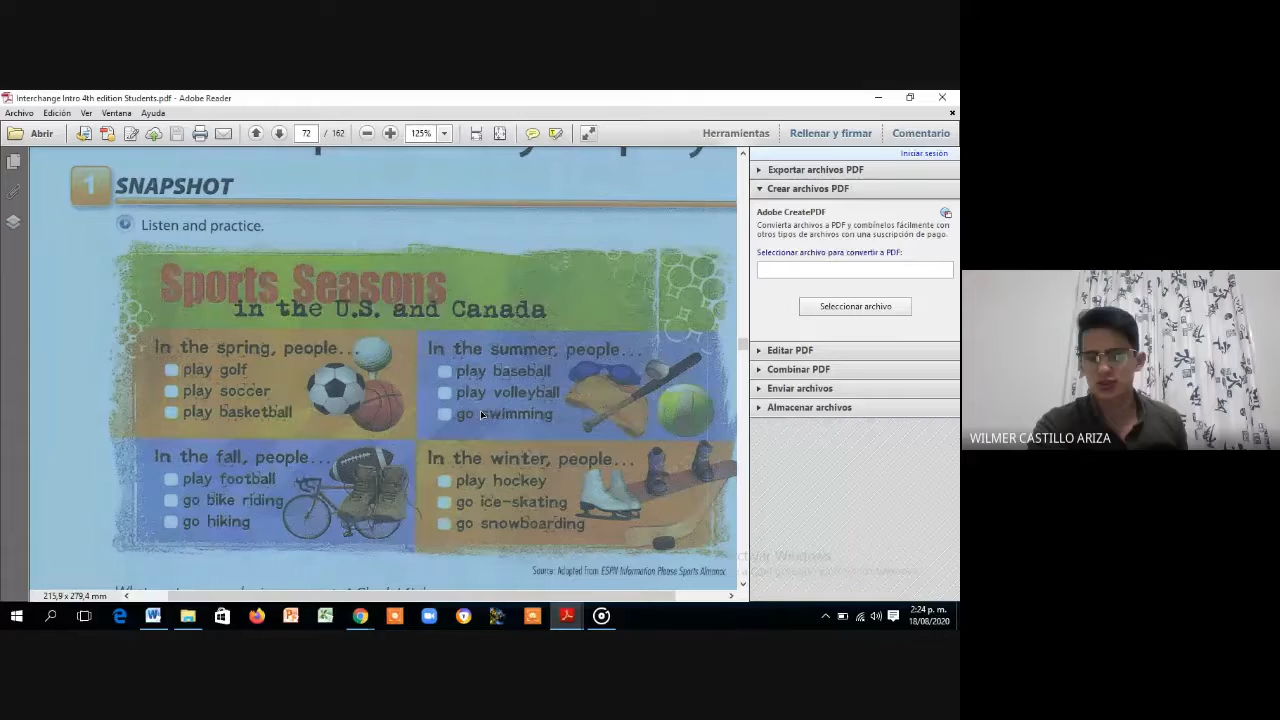 Interchange Intro 4th edition Students.pdf - Adobe Reader
Archivo Edición Ver Ventana Ayuda
Abrir 72 / 162 125% Herramientas Rellenar y firmar Comentario
Iniciar sesión
Exportar archivos PDF
Crear archivos PDF
Adobe CreatePDF
Convierta archivos a PDF y combínelos fácilmente con
otros tipos de archivos con una suscripción de pago.
Seleccionar archivo para convertir a PDF:
Seleccionar archivo
Editar PDF
Combinar PDF
Enviar archivos
Almacenar archivos
1 SNAPSHOT
Listen and practice.
Sports Seasons
in the U.S. and Canada
In the spring, people...
play golf
play soccer
play basketball
In the summer, people...
play baseball
play volleyball
go swimming
In the fall, people...
play football
go bike riding
go hiking
In the winter, people...
play hockey
go ice-skating
go snowboarding
Source: Adapted from ESPN Information Please Sports Almanac
215,9 x 279,4 mm
2:24 p. m.
18/08/2020
WILMER CASTILLO ARIZA